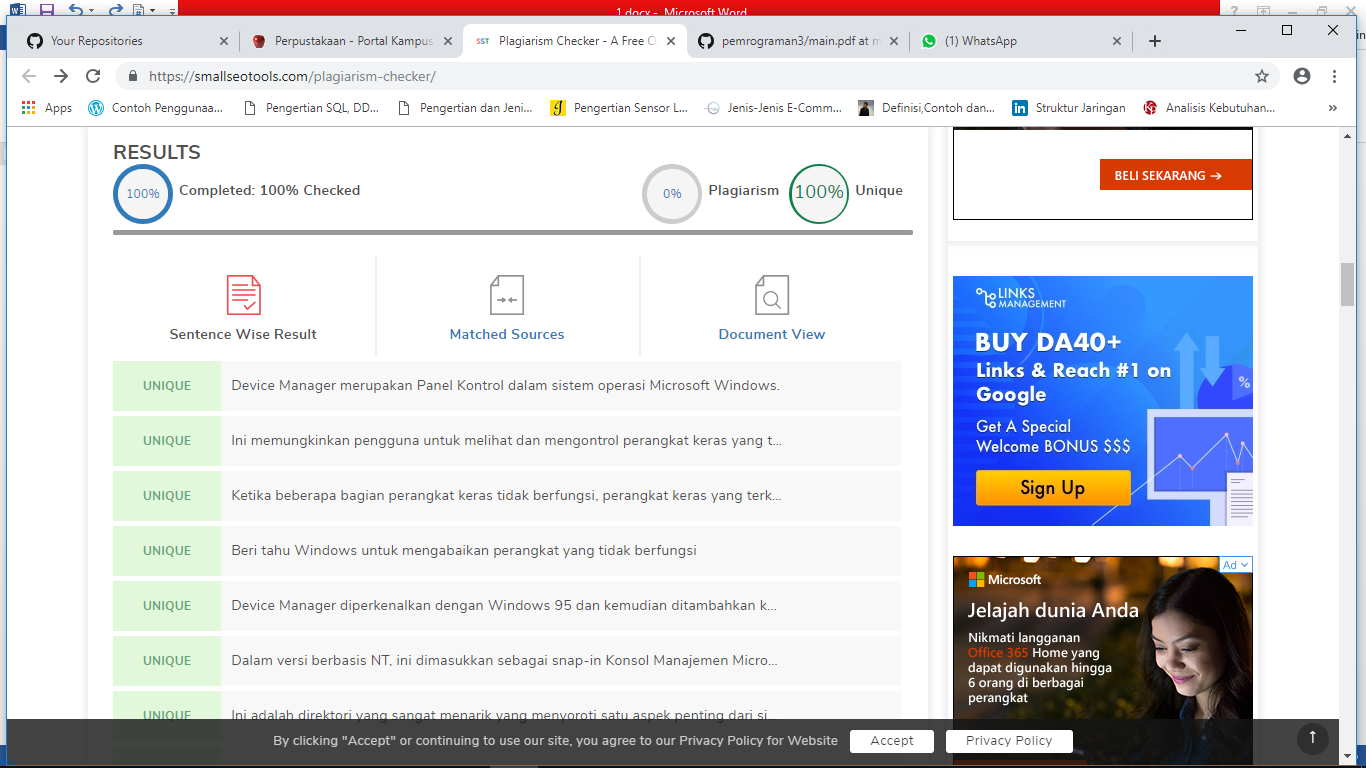 1.docx - Microsoft Word
Your Repositories
Perpustakaan - Portal Kampus
SST Plagiarism Checker - A Free O
pemrograman3/main.pdf at m
(1) WhatsApp
https://smallseotools.com/plagiarism-checker/
Apps
Contoh Penggunaa...
Pengertian SQL, DD...
Pengertian dan Jeni...
Pengertian Sensor L...
Jenis-Jenis E-Comm...
Definisi,Contoh dan...
Struktur Jaringan
Analisis Kebutuhan...
RESULTS
100% Completed: 100% Checked
0% Plagiarism
100% Unique
Sentence Wise Result
Matched Sources
Document View
UNIQUE Device Manager merupakan Panel Kontrol dalam sistem operasi Microsoft Windows.
UNIQUE Ini memungkinkan pengguna untuk melihat dan mengontrol perangkat keras yang t...
UNIQUE Ketika beberapa bagian perangkat keras tidak berfungsi, perangkat keras yang terk...
UNIQUE Beri tahu Windows untuk mengabaikan perangkat yang tidak berfungsi
UNIQUE Device Manager diperkenalkan dengan Windows 95 dan kemudian ditambahkan k...
UNIQUE Dalam versi berbasis NT, ini dimasukkan sebagai snap-in Konsol Manajemen Micro...
UNIQUE Ini adalah direktori yang sangat menarik yang menyoroti satu aspek penting dari si...
BELI SEKARANG →
LINKS
MANAGEMENT
BUY DA40+
Links & Reach #1 on
Google
Get A Special
Welcome BONUS $$$
%
Sign Up
Ad
Microsoft
Jelajah dunia Anda
Nikmati langganan
Office 365 Home yang
dapat digunakan hingga
6 orang di berbagai
perangkat
By clicking "Accept" or continuing to use our site, you agree to our Privacy Policy for Website
Accept
Privacy Policy